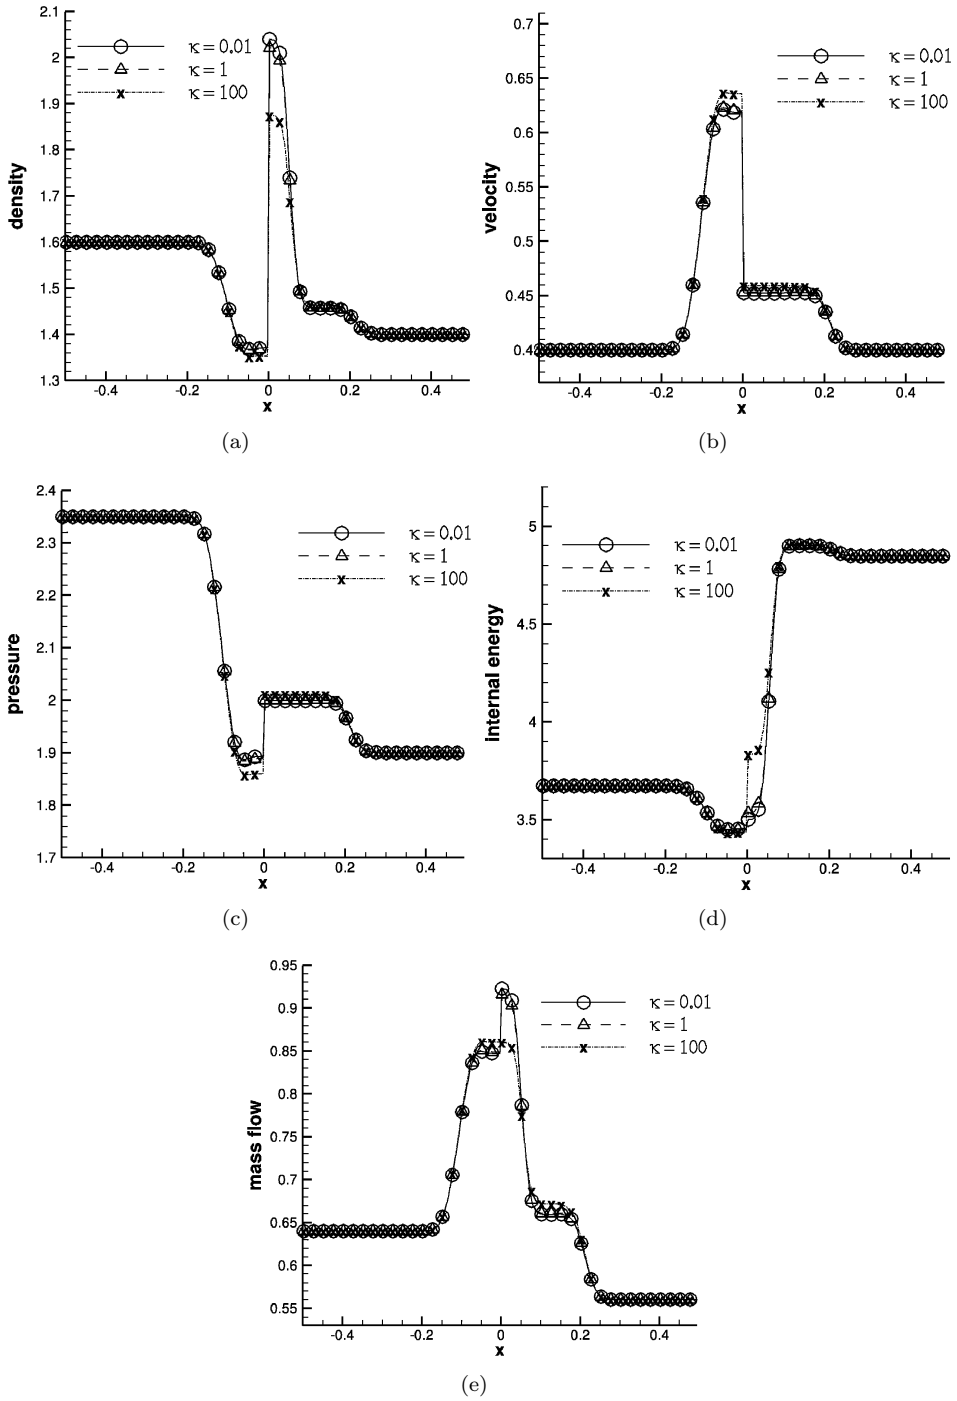 2.1
2
1.9
1.8
1.7
1.6
1.5
1.4
1.3
density
κ = 0.01
κ = 1
κ = 100
-0.4 -0.2 0 0.2 0.4
x
(a)
0.7
0.65
0.6
0.55
0.5
0.45
0.4
velocity
κ = 0.01
κ = 1
κ = 100
-0.4 -0.2 0 0.2 0.4
x
(b)
2.4
2.3
2.2
2.1
2
1.9
1.8
1.7
pressure
κ = 0.01
κ = 1
κ = 100
-0.4 -0.2 0 0.2 0.4
x
(c)
5
4.5
4
3.5
internal energy
κ = 0.01
κ = 1
κ = 100
-0.4 -0.2 0 0.2 0.4
x
(d)
0.95
0.9
0.85
0.8
0.75
0.7
0.65
0.6
0.55
mass flow
κ = 0.01
κ = 1
κ = 100
-0.4 -0.2 0 0.2 0.4
x
(e)